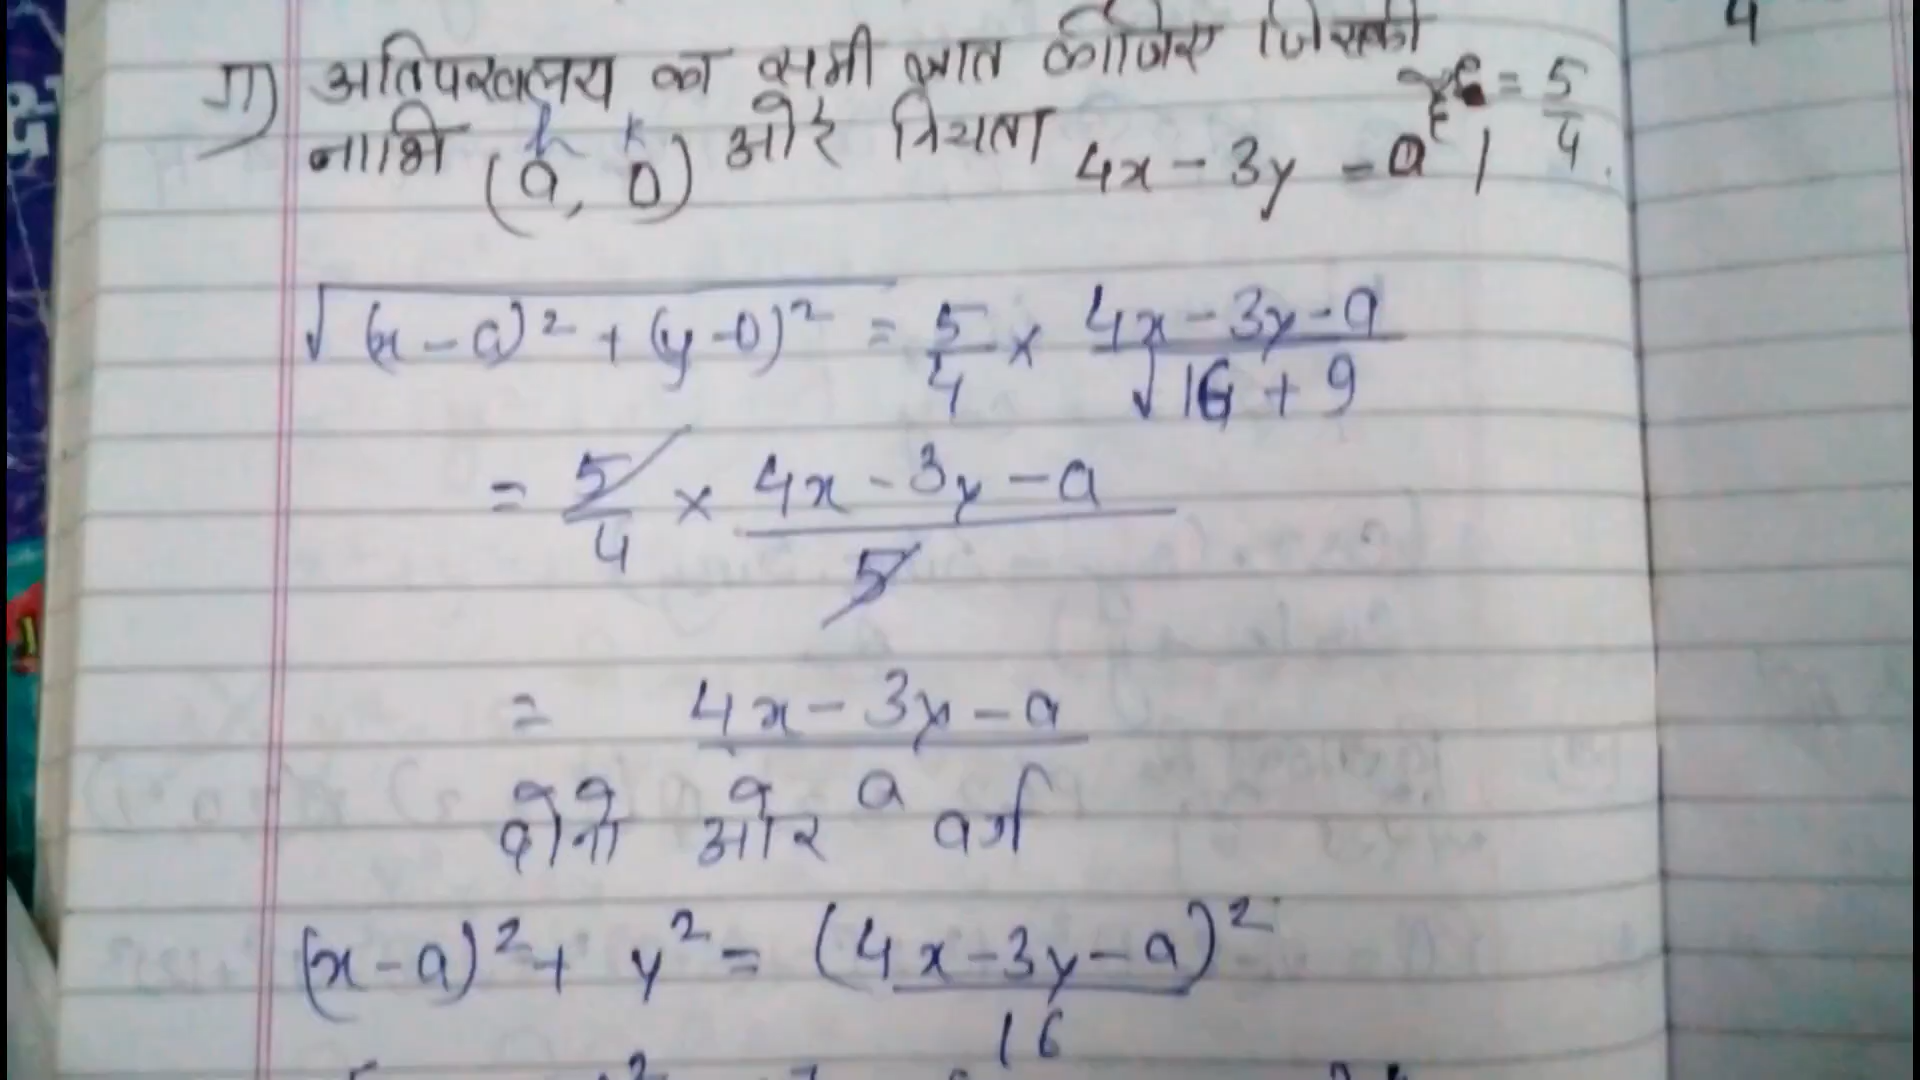 ग) अतिपरवलय का समी ज्ञात कीजिए जिसकी
नाभि (a, 0) और नियता 4x - 3y = a, e = 5/4
h k
√(x - a)² + (y - 0)² = 5/4 × (4x - 3y - a)/√16 + 9
= 5/4 × (4x - 3y - a)/5
= 4x - 3y - a
दोनो ओर a वर्ग
(x - a)² + y² = (4x - 3y - a)²/16
4